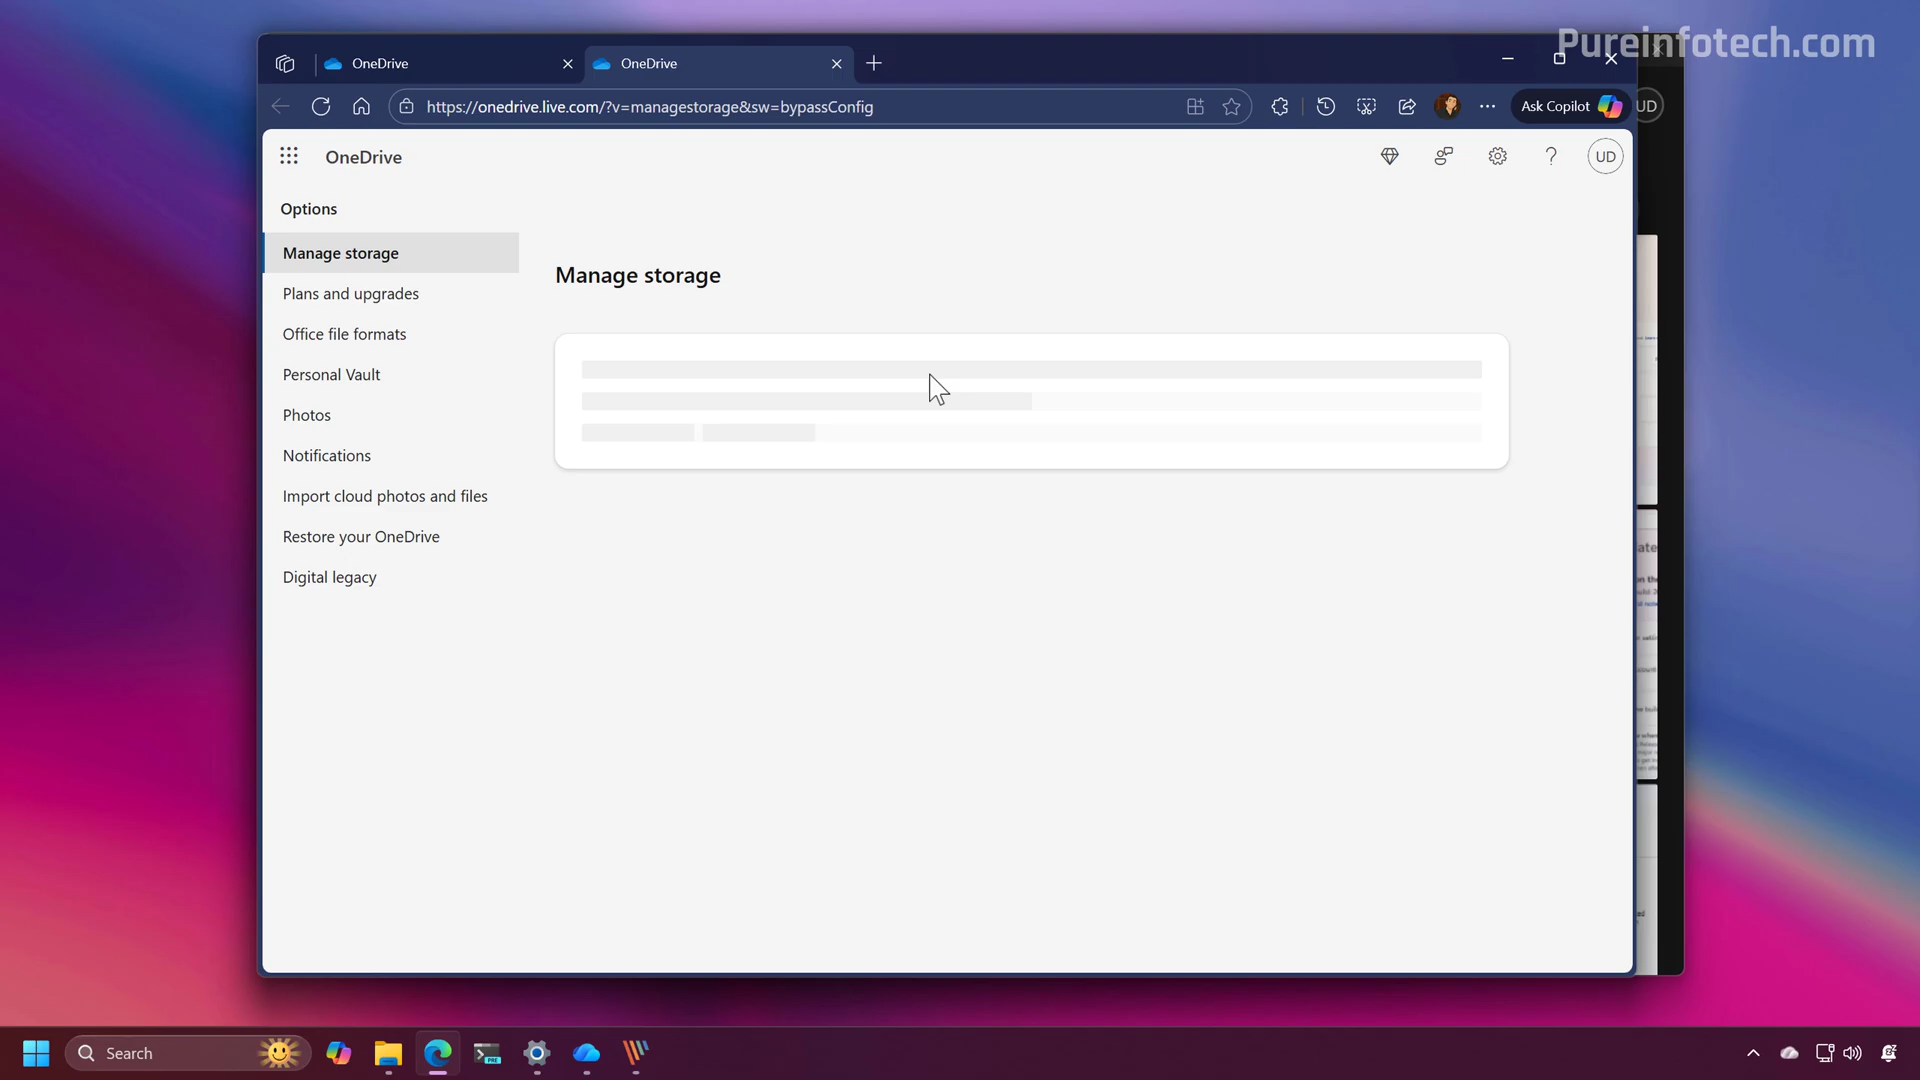 Pureinfotech.com
OneDrive
OneDrive
https://onedrive.live.com/?v=managestorage&sw=bypassConfig
Ask Copilot
UD
OneDrive
?
UD
Options
Manage storage
Plans and upgrades
Office file formats
Personal Vault
Photos
Notifications
Import cloud photos and files
Restore your OneDrive
Digital legacy
Manage storage
Search
PRE